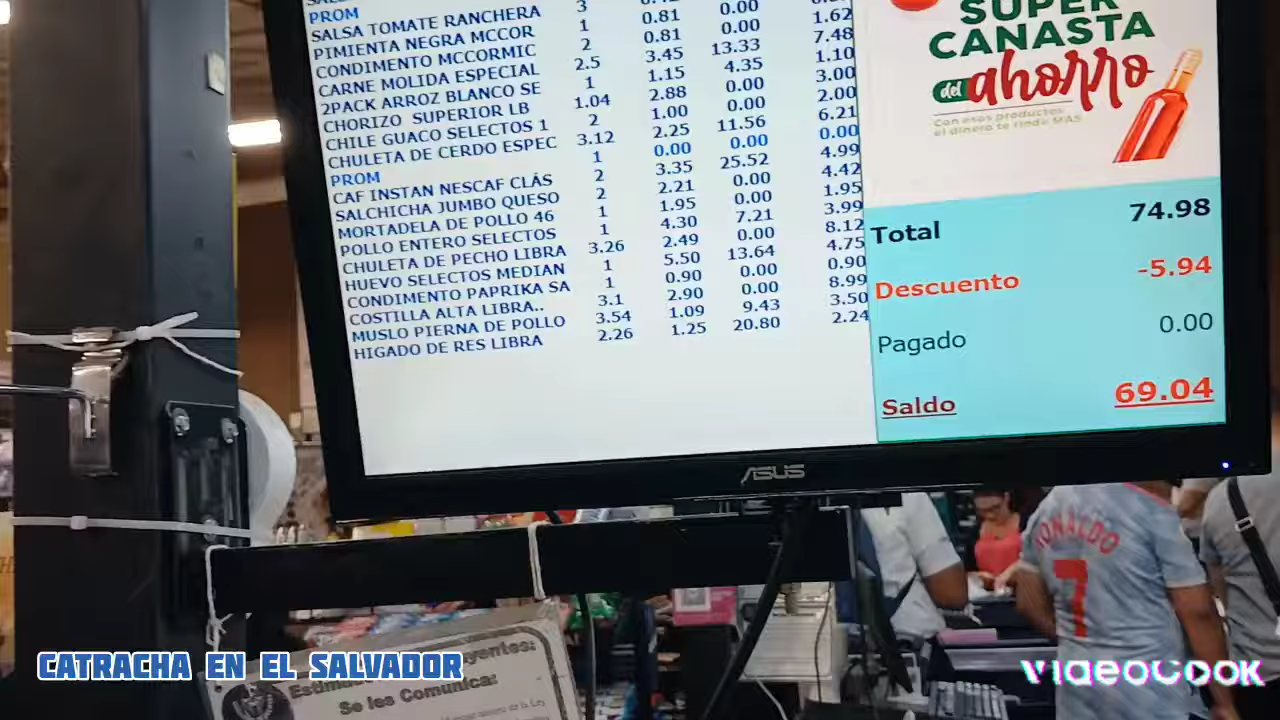 PROM
SALSA TOMATE RANCHERA 3
PIMIENTA NEGRA MCCOR 1 0.81 0.00 1.62
CONDIMENTO MCCORMIC 2 0.81 0.00 7.48
CARNE MOLIDA ESPECIAL 2.5 3.45 13.33 1.10
2PACK ARROZ BLANCO SE 1 1.15 4.35 3.00
CHORIZO SUPERIOR LB 1.04 2.88 0.00 2.00
CHILE GUACO SELECTOS 1 2 1.00 0.00 6.21
CHULETA DE CERDO ESPEC 3.12 2.25 11.56 0.00
PROM 1 0.00 0.00 4.99
CAF INSTAN NESCAF CLÁS 2 3.35 25.52 4.42
SALCHICHA JUMBO QUESO 2 2.21 0.00 1.95
MORTADELA DE POLLO 46 1 1.95 0.00 3.99
POLLO ENTERO SELECTOS 1 4.30 7.21 8.12
CHULETA DE PECHO LIBRA 3.26 2.49 0.00 4.75
HUEVO SELECTOS MEDIAN 1 5.50 13.64 0.90
CONDIMENTO PAPRIKA SA 1 0.90 0.00 8.99
COSTILLA ALTA LIBRA.. 3.1 2.90 0.00 3.50
MUSLO PIERNA DE POLLO 3.54 1.09 9.43 2.24
HIGADO DE RES LIBRA 2.26 1.25 20.80
SUPER
CANASTA
del ahorro
Con esos productos
el dinero te rinde MÁS
Total 74.98
Descuento -5.94
Pagado 0.00
Saldo 69.04
ASUS
RONALDO
7
Se les Comunica:
CATRACHA EN EL SALVADOR
VIDEOCOOK